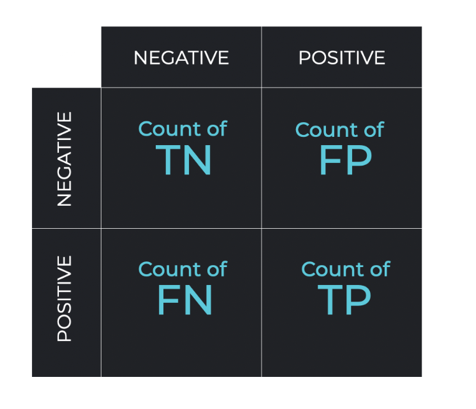 NEGATIVE POSITIVE
NEGATIVE
Count of Count of
TN FP
POSITIVE
Count of Count of
FN TP